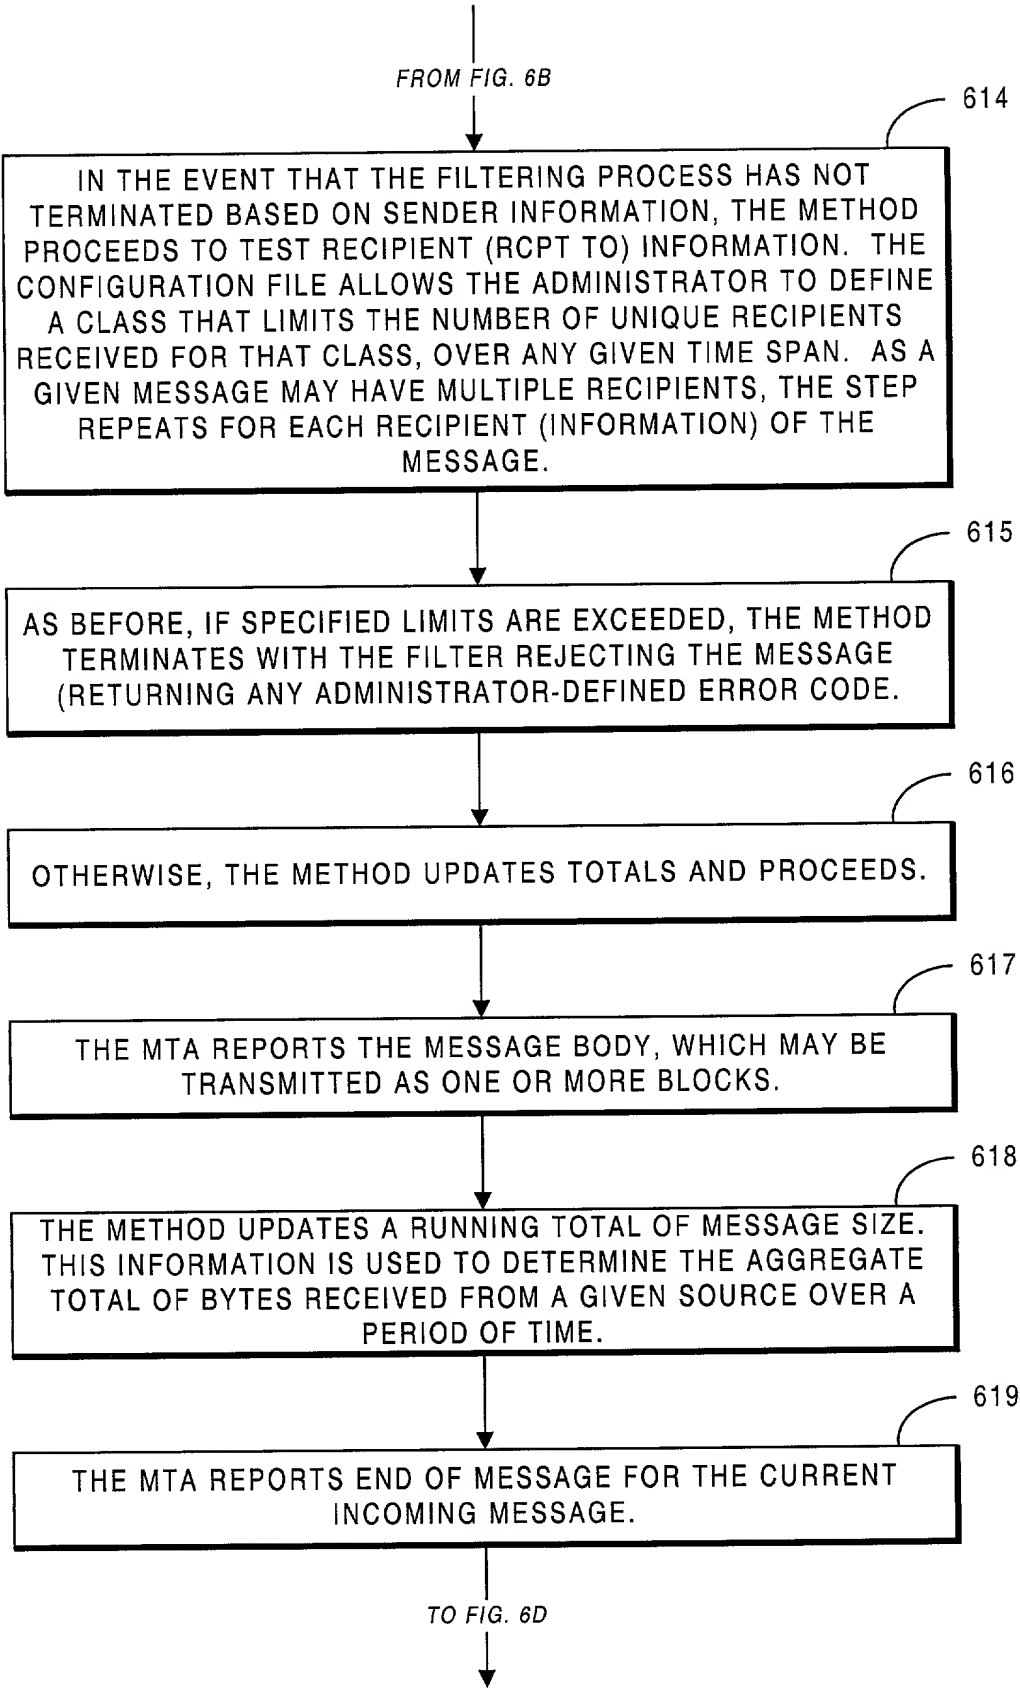 FROM FIG. 6B
614
IN THE EVENT THAT THE FILTERING PROCESS HAS NOT
TERMINATED BASED ON SENDER INFORMATION, THE METHOD
PROCEEDS TO TEST RECIPIENT (RCPT TO) INFORMATION. THE
CONFIGURATION FILE ALLOWS THE ADMINISTRATOR TO DEFINE
A CLASS THAT LIMITS THE NUMBER OF UNIQUE RECIPIENTS
RECEIVED FOR THAT CLASS, OVER ANY GIVEN TIME SPAN. AS A
GIVEN MESSAGE MAY HAVE MULTIPLE RECIPIENTS, THE STEP
REPEATS FOR EACH RECIPIENT (INFORMATION) OF THE
MESSAGE.
615
AS BEFORE, IF SPECIFIED LIMITS ARE EXCEEDED, THE METHOD
TERMINATES WITH THE FILTER REJECTING THE MESSAGE
(RETURNING ANY ADMINISTRATOR-DEFINED ERROR CODE.
616
OTHERWISE, THE METHOD UPDATES TOTALS AND PROCEEDS.
617
THE MTA REPORTS THE MESSAGE BODY, WHICH MAY BE
TRANSMITTED AS ONE OR MORE BLOCKS.
618
THE METHOD UPDATES A RUNNING TOTAL OF MESSAGE SIZE.
THIS INFORMATION IS USED TO DETERMINE THE AGGREGATE
TOTAL OF BYTES RECEIVED FROM A GIVEN SOURCE OVER A
PERIOD OF TIME.
619
THE MTA REPORTS END OF MESSAGE FOR THE CURRENT
INCOMING MESSAGE.
TO FIG. 6D